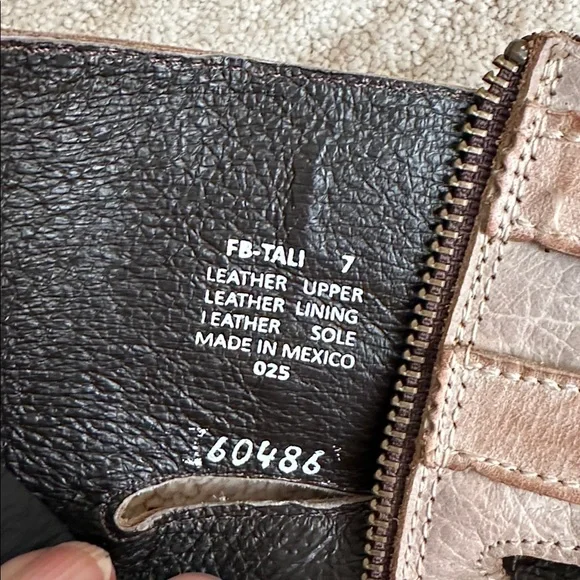 FB-TALI 7
LEATHER UPPER
LEATHER LINING
LEATHER SOLE
MADE IN MEXICO
025
60486